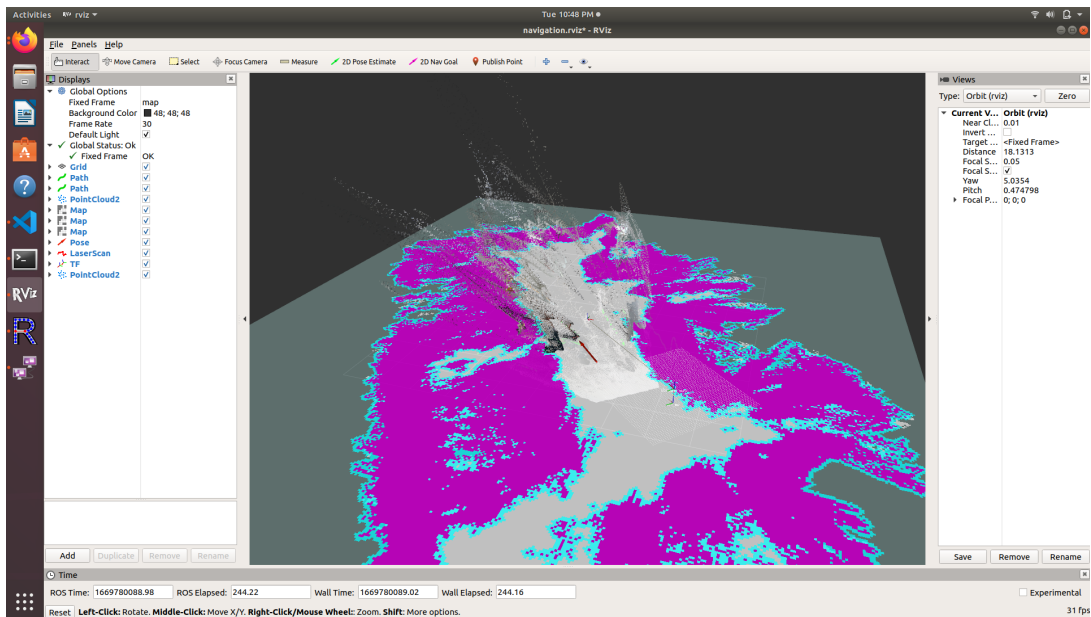 Activities RViz ▾ Tue 10:48 PM ●
navigation.rviz* - RViz
File Panels Help
Interact Move Camera Select Focus Camera Measure 2D Pose Estimate 2D Nav Goal Publish Point
Displays
Global Options
Fixed Frame map
Background Color 48; 48; 48
Frame Rate 30
Default Light ✓
Global Status: Ok
Fixed Frame OK
Grid
Path
Path
PointCloud2
Map
Map
Map
Pose
LaserScan
TF
PointCloud2
Add Duplicate Remove Rename
Views
Type: Orbit (rviz) Zero
Current V... Orbit (rviz)
Near Cl... 0.01
Invert ...
Target ... <Fixed Frame>
Distance 18.1313
Focal S... 0.05
Focal S... ✓
Yaw 5.0354
Pitch 0.474798
Focal P... 0; 0; 0
Save Remove Rename
RViz
R
Time
ROS Time: 1669780088.98 ROS Elapsed: 244.22 Wall Time: 1669780089.02 Wall Elapsed: 244.16 Experimental
Reset Left-Click: Rotate. Middle-Click: Move X/Y. Right-Click/Mouse Wheel:: Zoom. Shift: More options. 31 fps